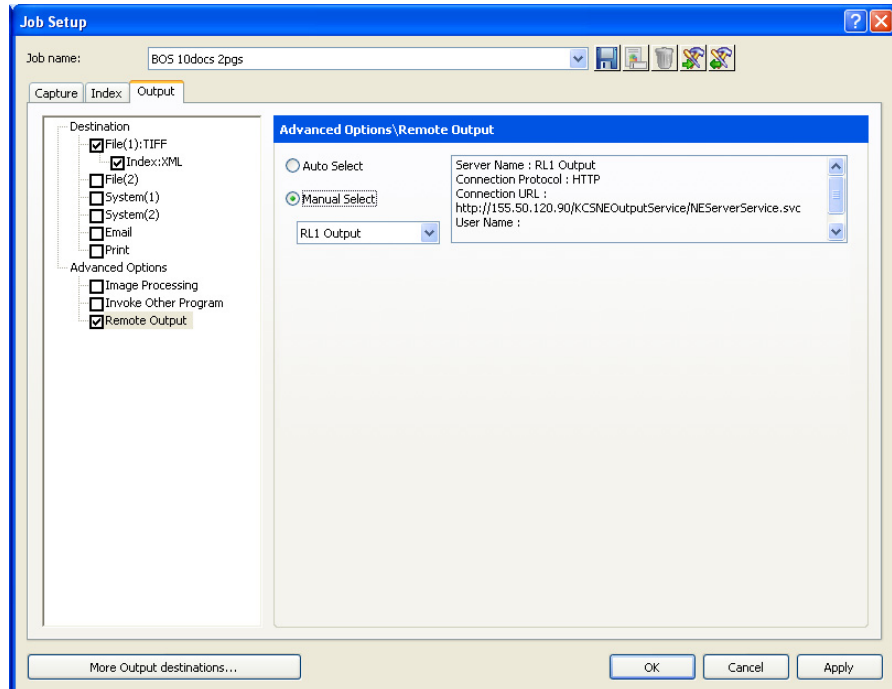 Job Setup
Job name:
BOS 10docs 2pgs
Capture
Index
Output
Destination
File(1):TIFF
Index:XML
File(2)
System(1)
System(2)
Email
Print
Advanced Options
Image Processing
Invoke Other Program
Remote Output
Advanced Options\Remote Output
Auto Select
Manual Select
RL1 Output
Server Name : RL1 Output
Connection Protocol : HTTP
Connection URL :
http://155.50.120.90/KCSNEOutputService/NEServerService.svc
User Name :
More Output destinations...
OK
Cancel
Apply